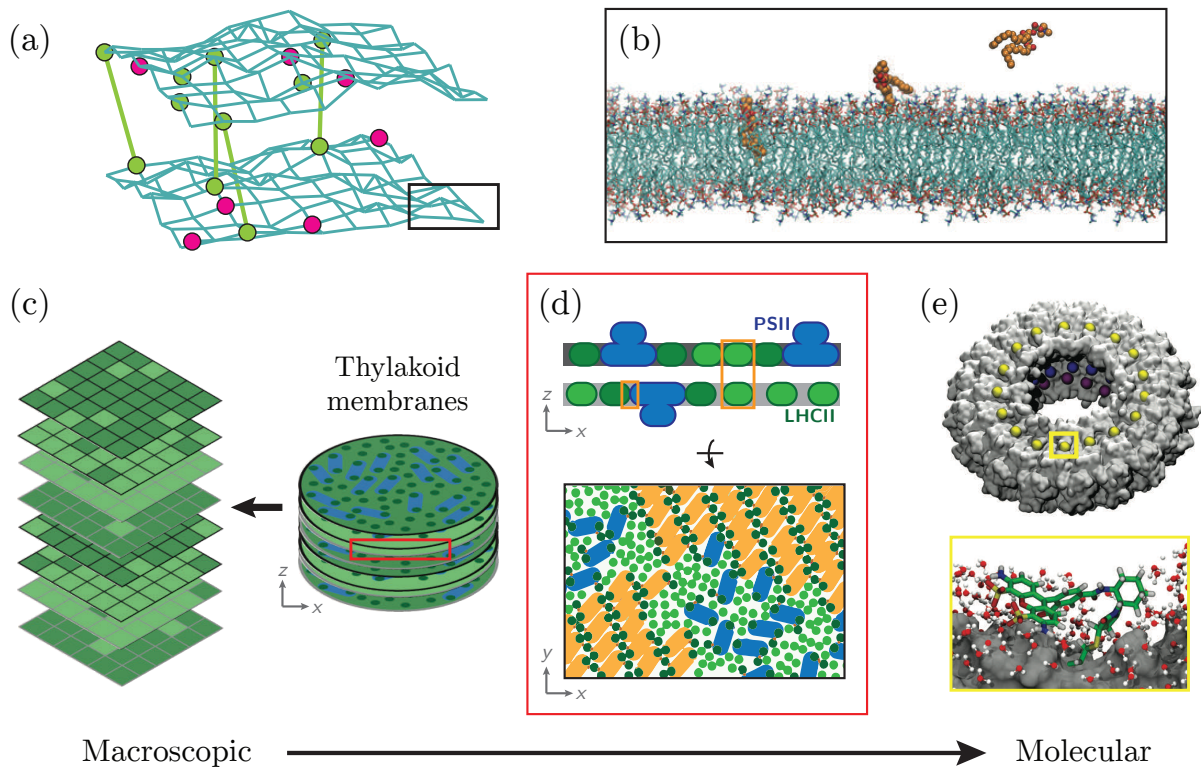 (a)
(b)
(c)
Thylakoid
membranes
z
x
(d)
PSII
LHCII
z
x
y
x
(e)
Macroscopic
Molecular